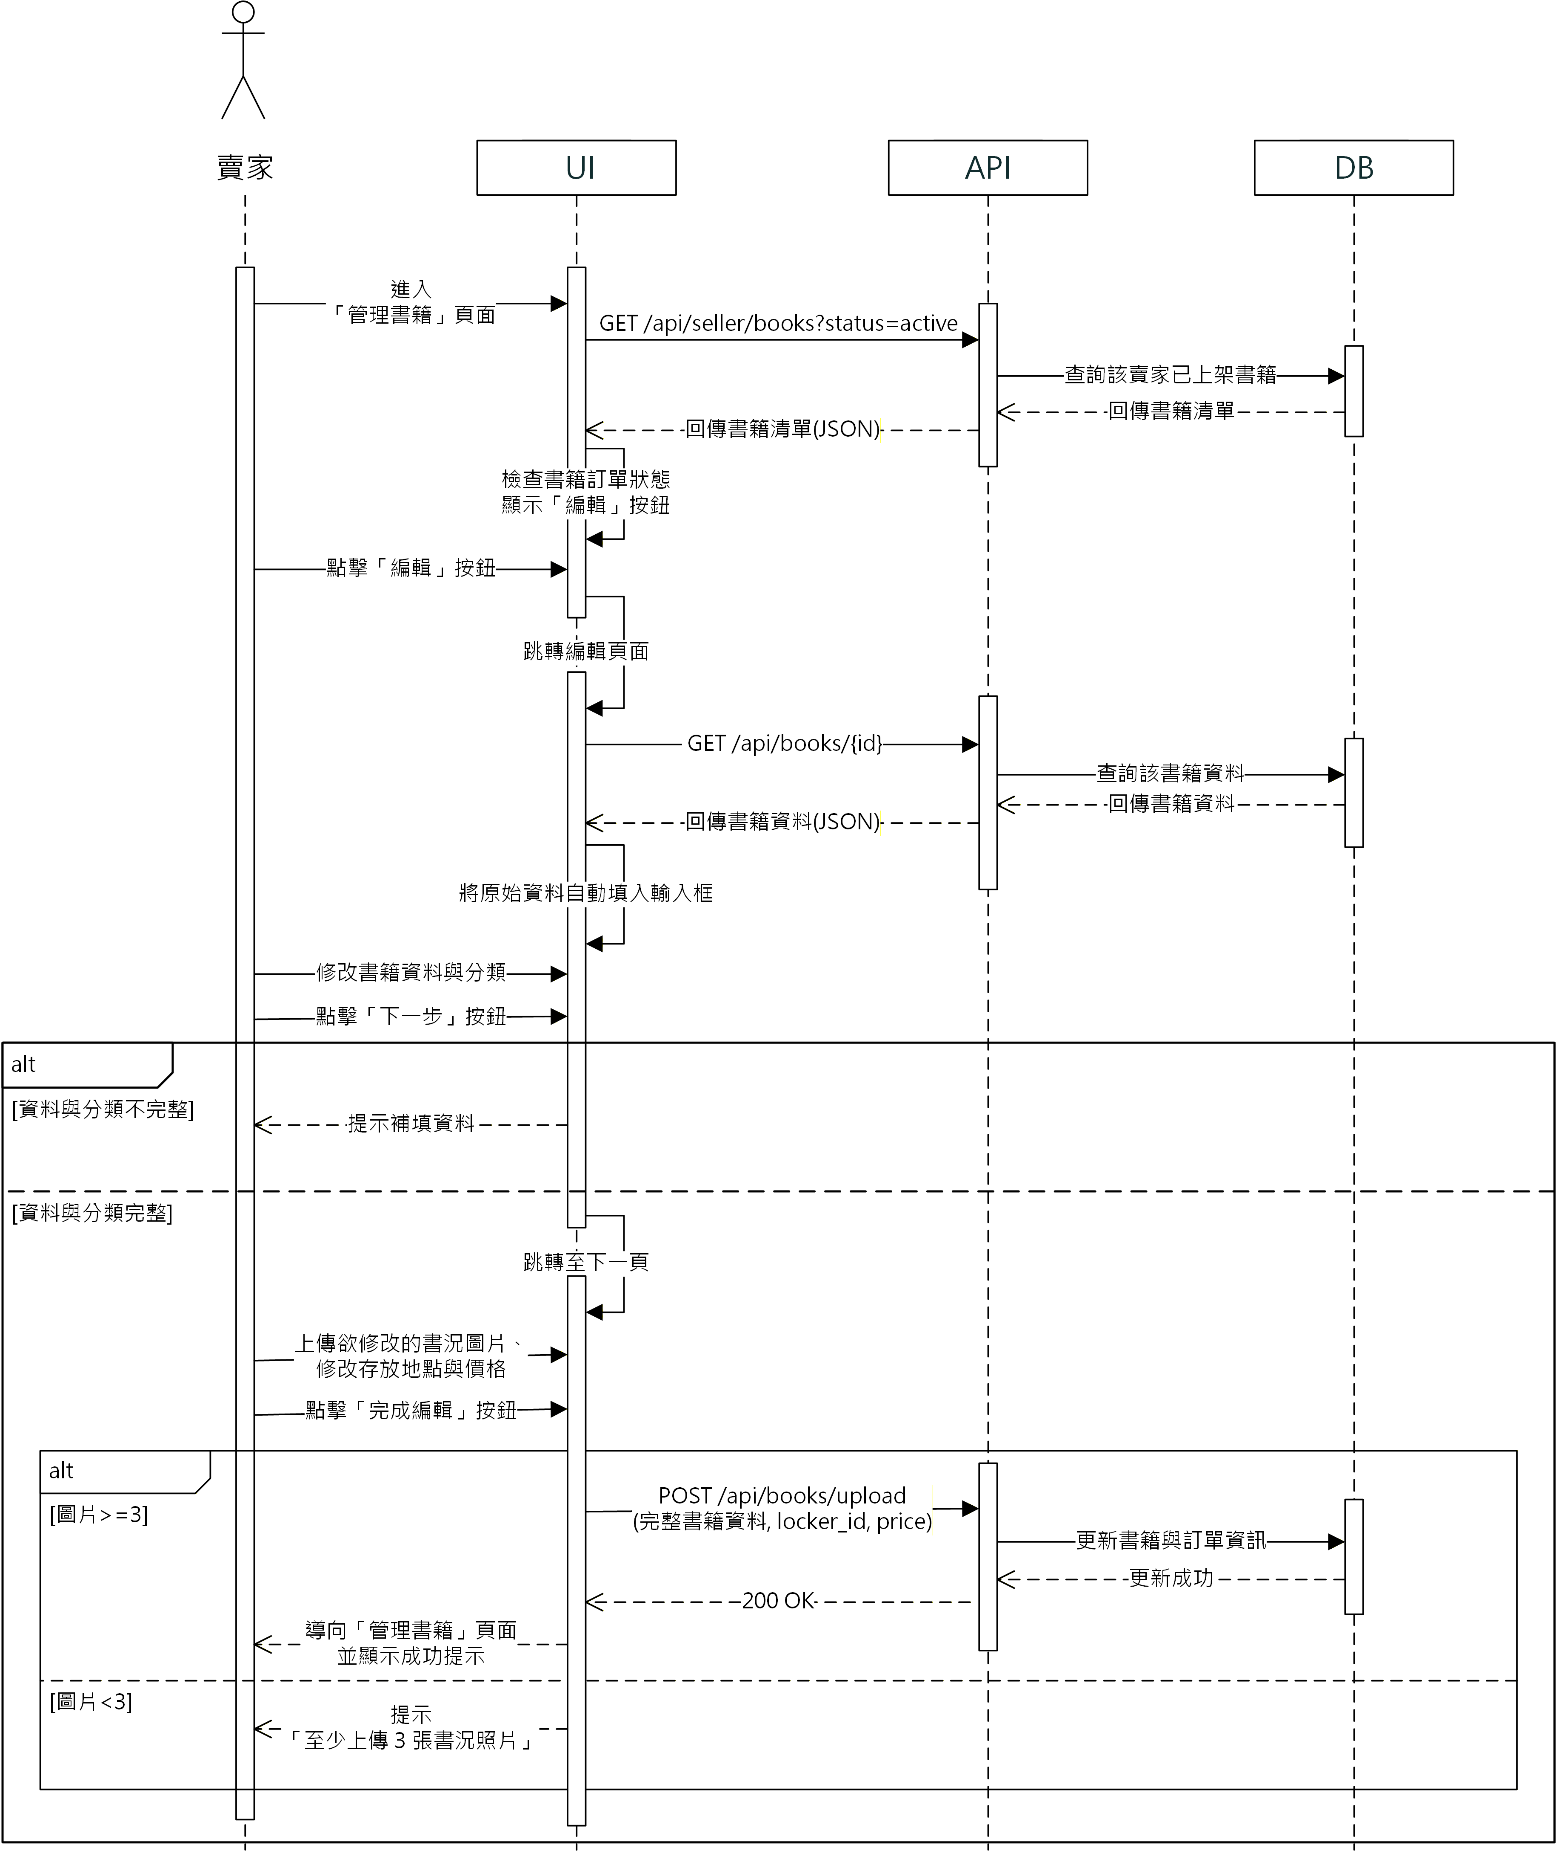 賣家
UI
API
DB
進入
「管理書籍」頁面
GET /api/seller/books?status=active
查詢該賣家已上架書籍
回傳書籍清單
回傳書籍清單(JSON)
檢查書籍訂單狀態
顯示「編輯」按鈕
點擊「編輯」按鈕
跳轉編輯頁面
GET /api/books/{id}
查詢該書籍資料
回傳書籍資料
回傳書籍資料(JSON)
將原始資料自動填入輸入框
修改書籍資料與分類
點擊「下一步」按鈕
alt
[資料與分類不完整]
提示補填資料
[資料與分類完整]
跳轉至下一頁
上傳欲修改的書況圖片、
修改存放地點與價格
點擊「完成編輯」按鈕
alt
[圖片>=3]
POST /api/books/upload
(完整書籍資料, locker_id, price)
更新書籍與訂單資訊
更新成功
200 OK
導向「管理書籍」頁面
並顯示成功提示
[圖片<3]
提示
「至少上傳 3 張書況照片」